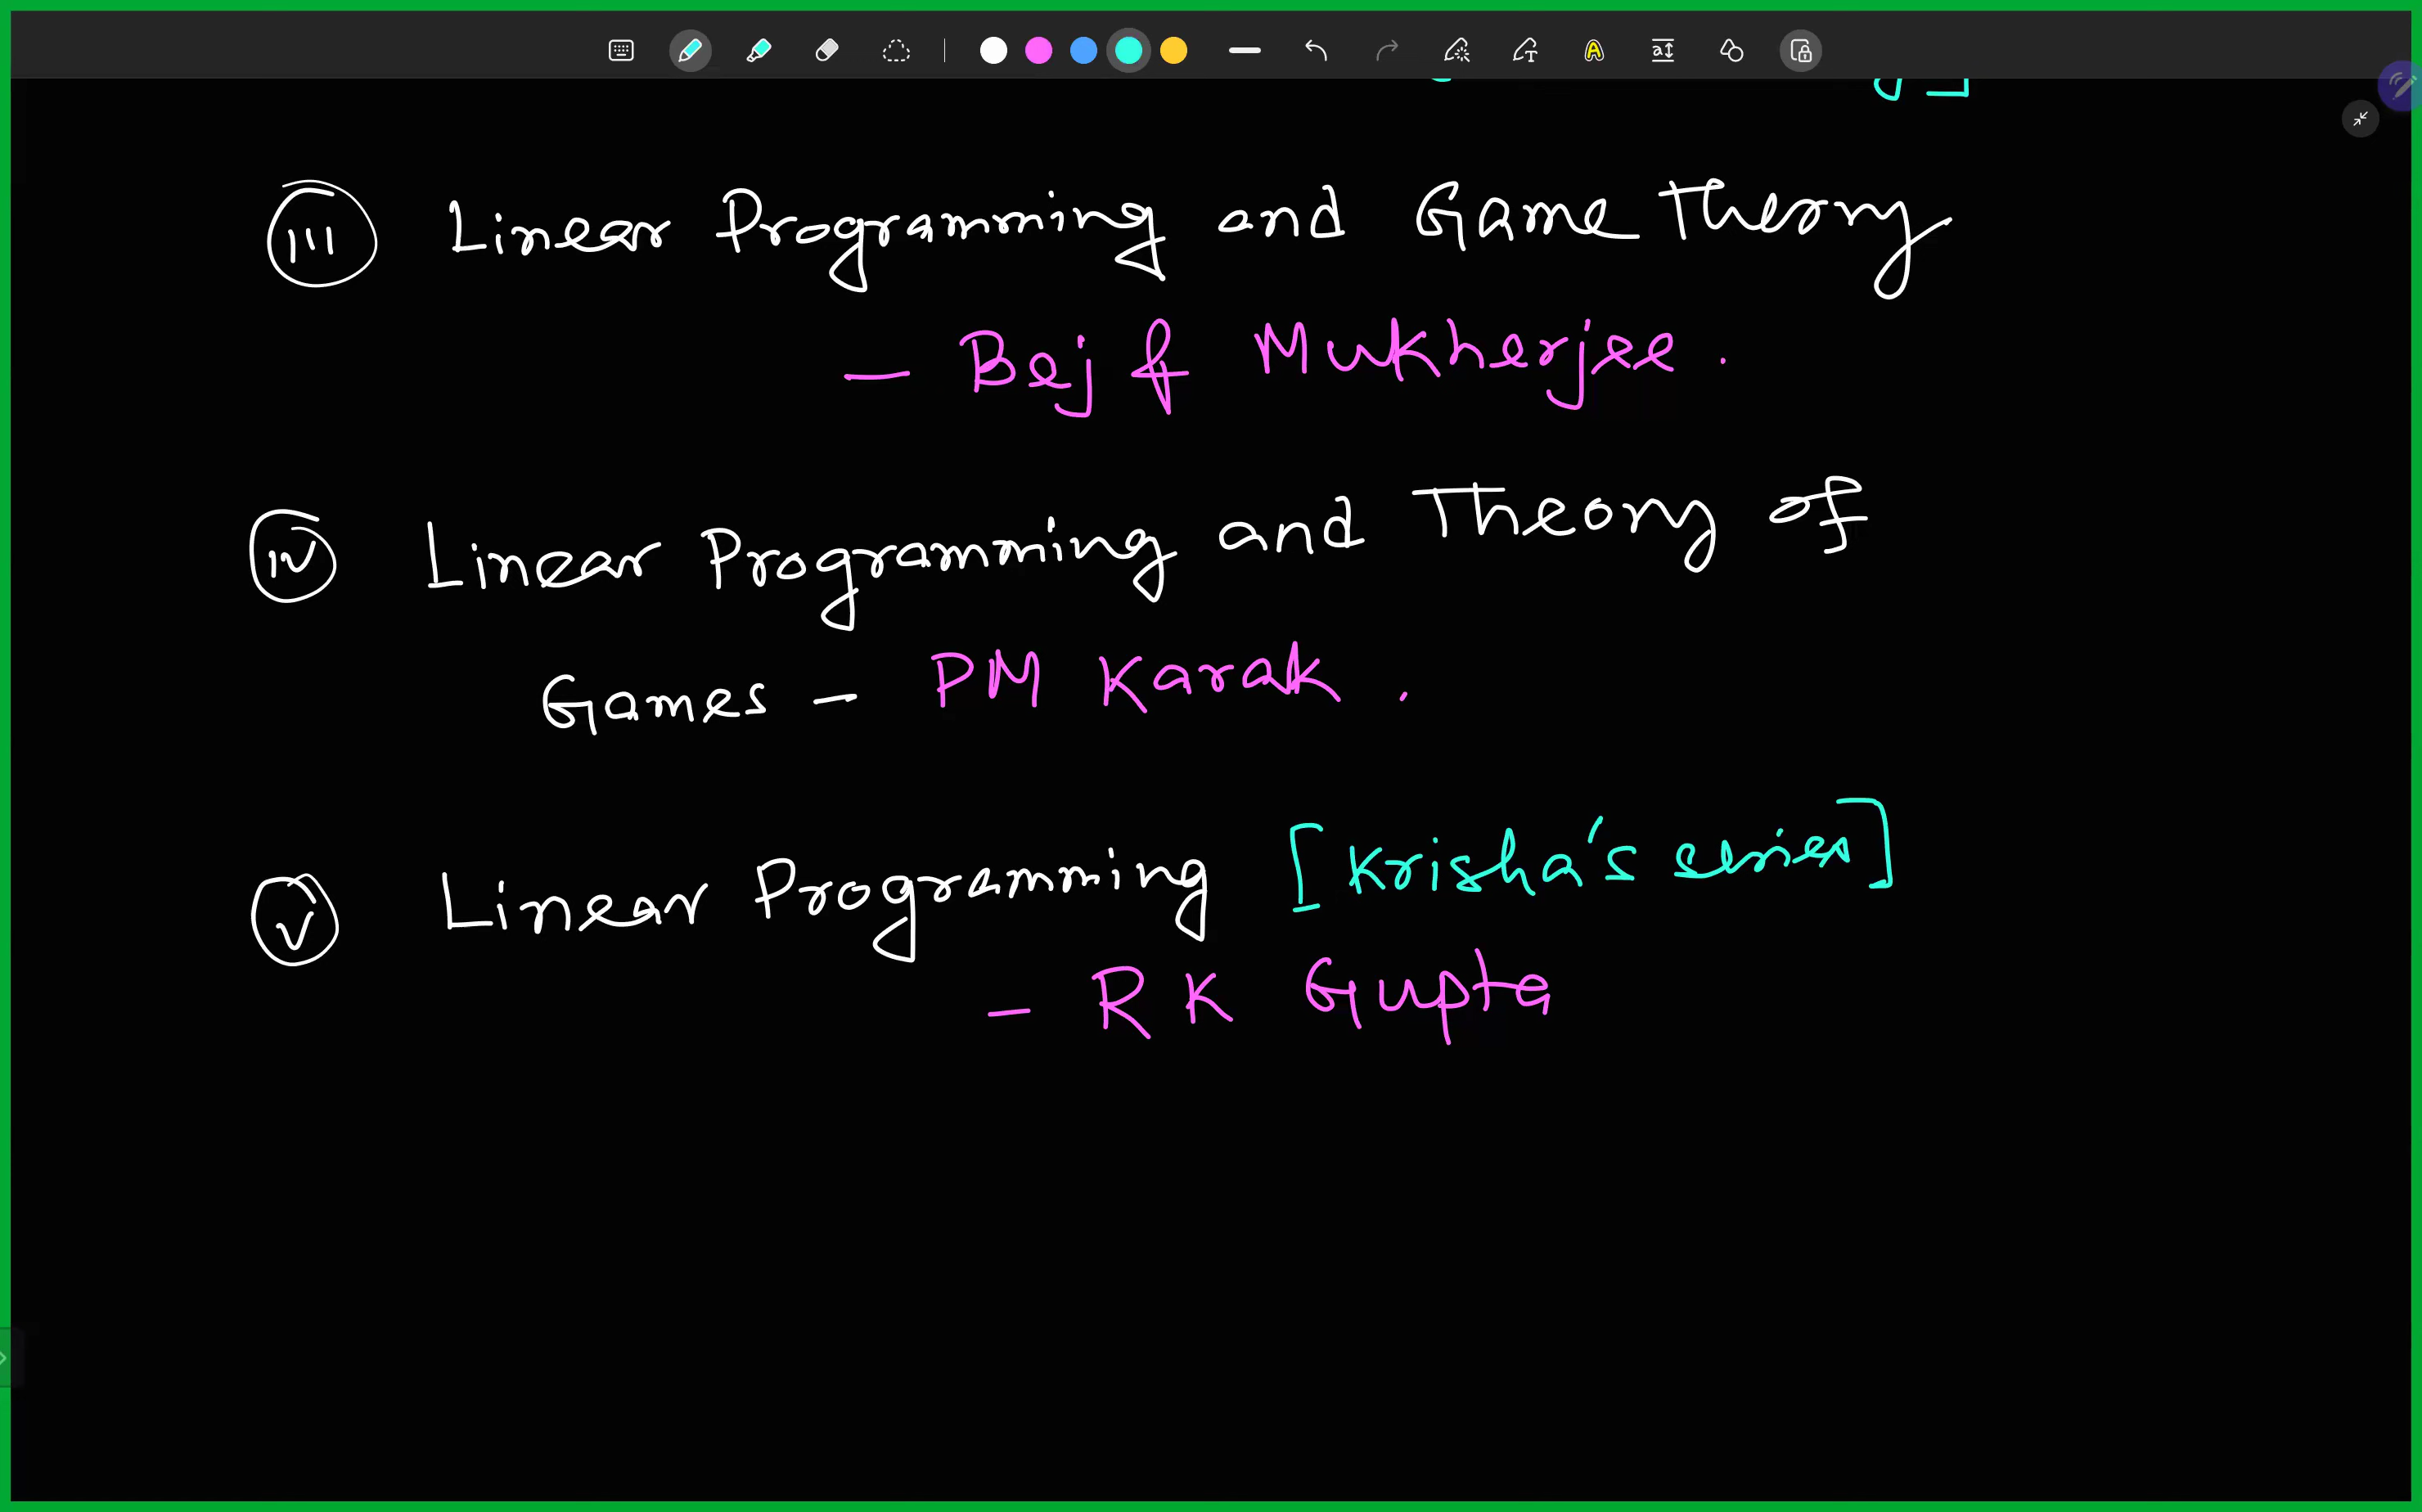 (iii) Linear Programming and Game Theory
— Bej & Mukherjee.
(iv) Linear Programming and Theory of
Games – PM Karak.
(v) Linear Programming [Krisha's series]
— R K Gupta